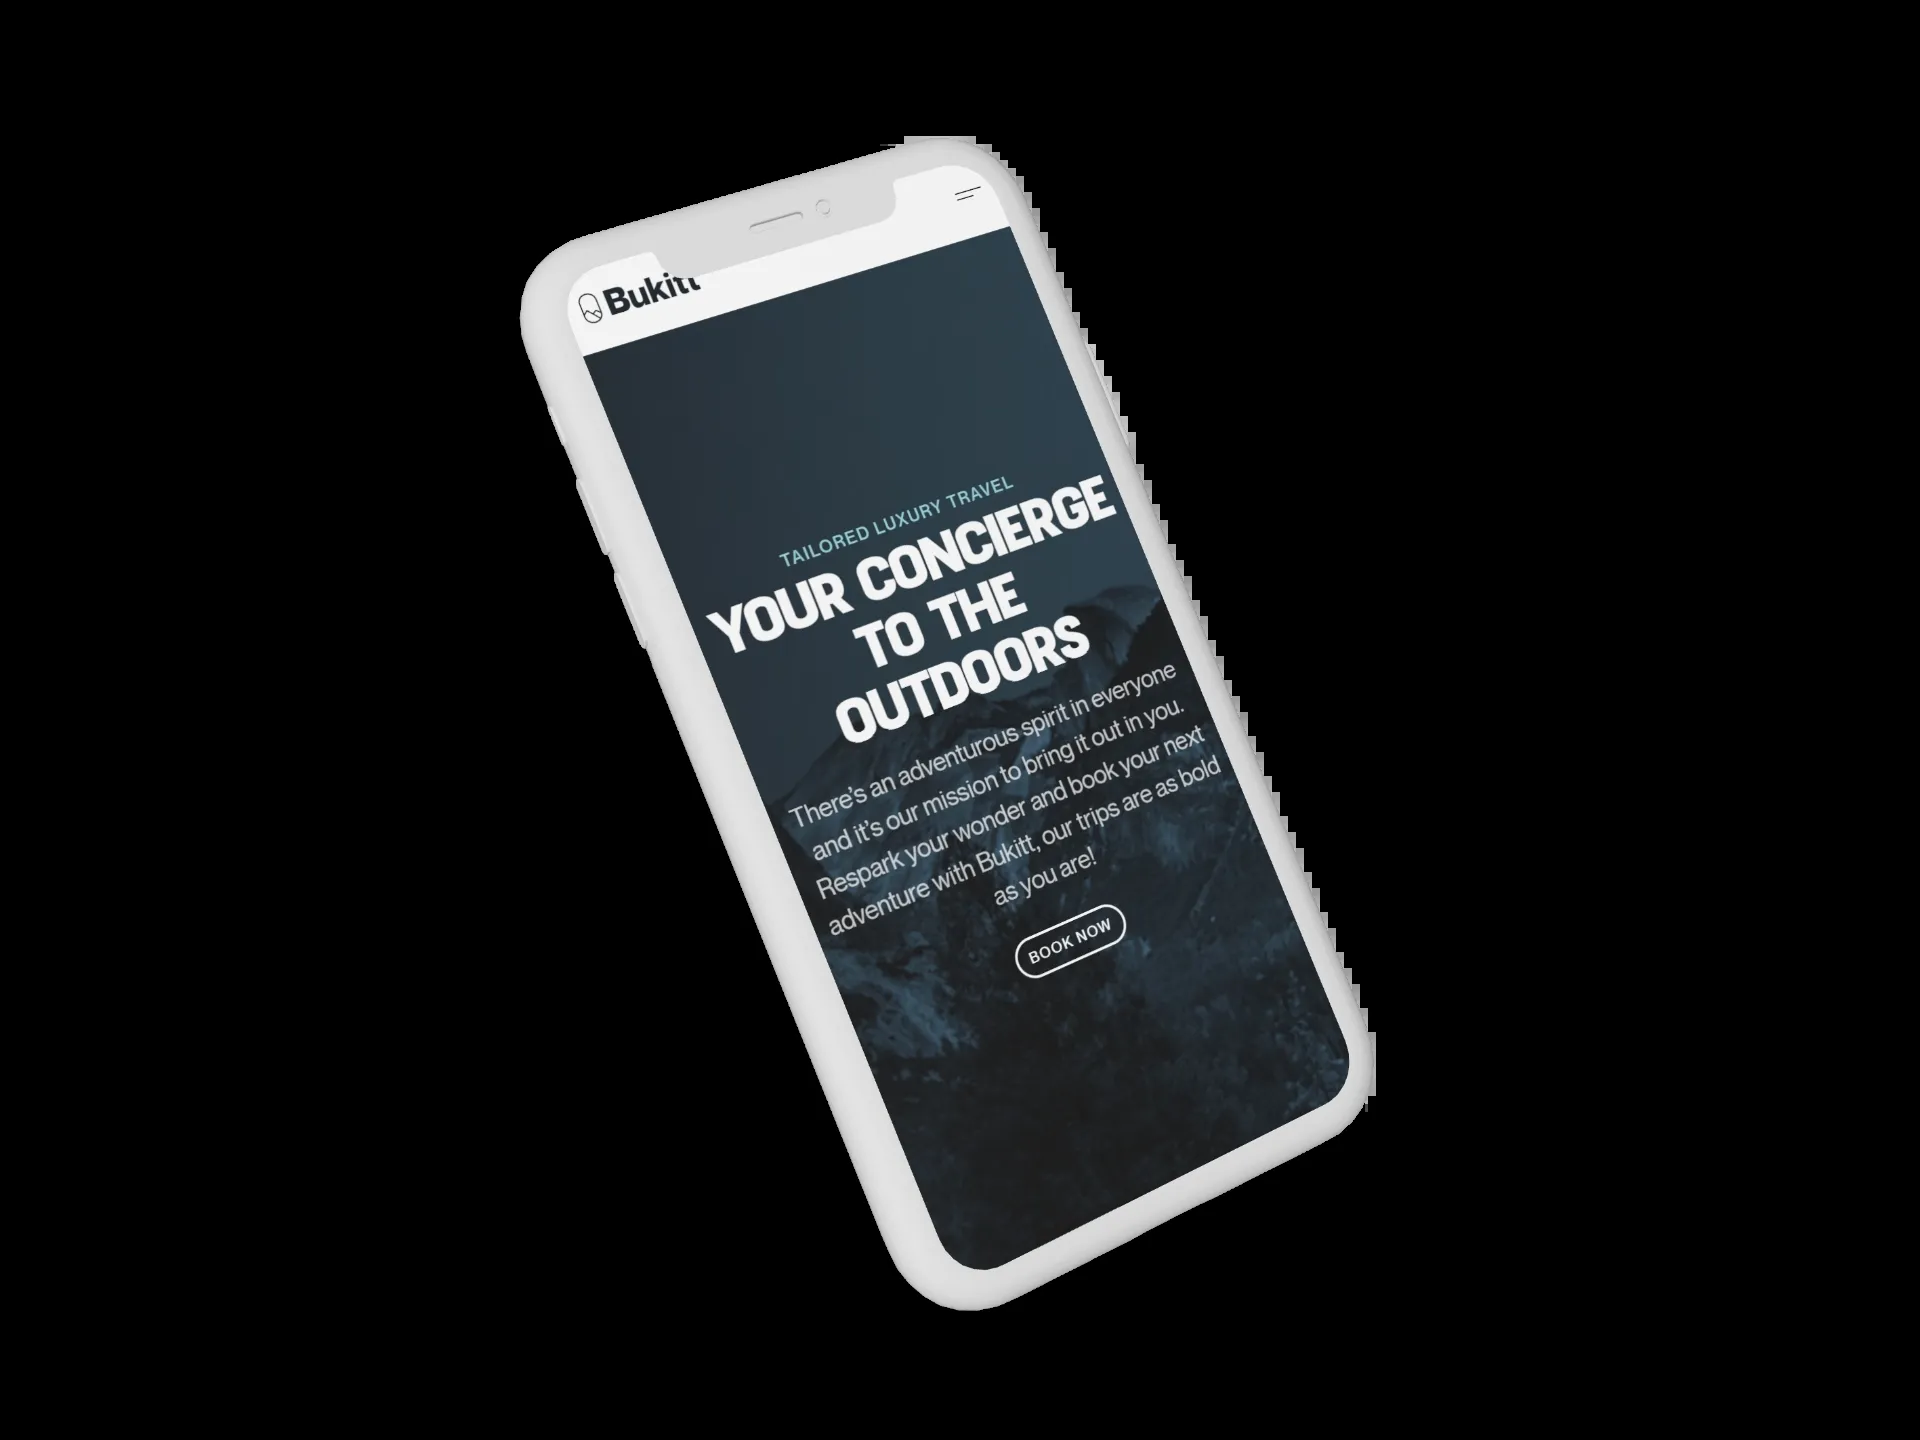 Bukitt
TAILORED LUXURY TRAVEL
YOUR CONCIERGE
TO THE
OUTDOORS
There's an adventurous spirit in everyone
and it's our mission to bring it out in you.
Respark your wonder and book your next
adventure with Bukitt, our trips are as bold
as you are!
BOOK NOW